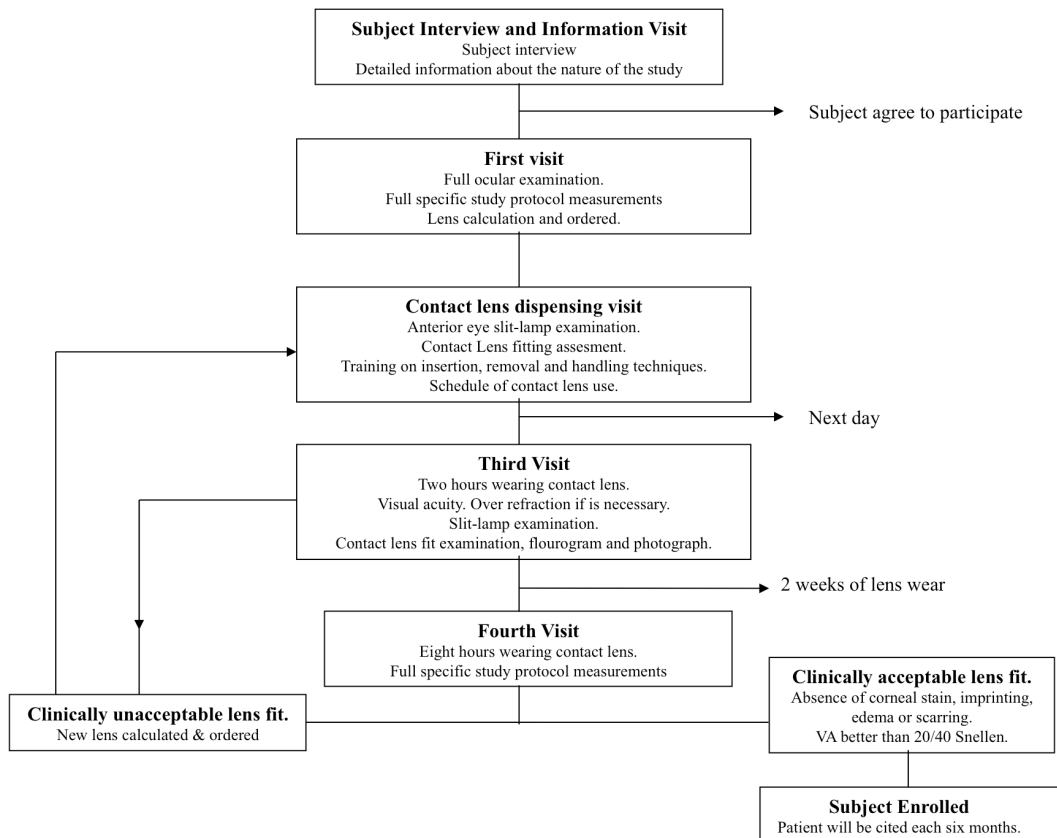 Subject Interview and Information Visit
Subject interview
Detailed information about the nature of the study
Subject agree to participate
First visit
Full ocular examination.
Full specific study protocol measurements
Lens calculation and ordered.
Contact lens dispensing visit
Anterior eye slit-lamp examination.
Contact Lens fitting assesment.
Training on insertion, removal and handling techniques.
Schedule of contact lens use.
Next day
Third Visit
Two hours wearing contact lens.
Visual acuity. Over refraction if is necessary.
Slit-lamp examination.
Contact lens fit examination, flourogram and photograph.
2 weeks of lens wear
Fourth Visit
Eight hours wearing contact lens.
Full specific study protocol measurements
Clinically unacceptable lens fit.
New lens calculated & ordered
Clinically acceptable lens fit.
Absence of corneal stain, imprinting,
edema or scarring.
VA better than 20/40 Snellen.
Subject Enrolled
Patient will be cited each six months.